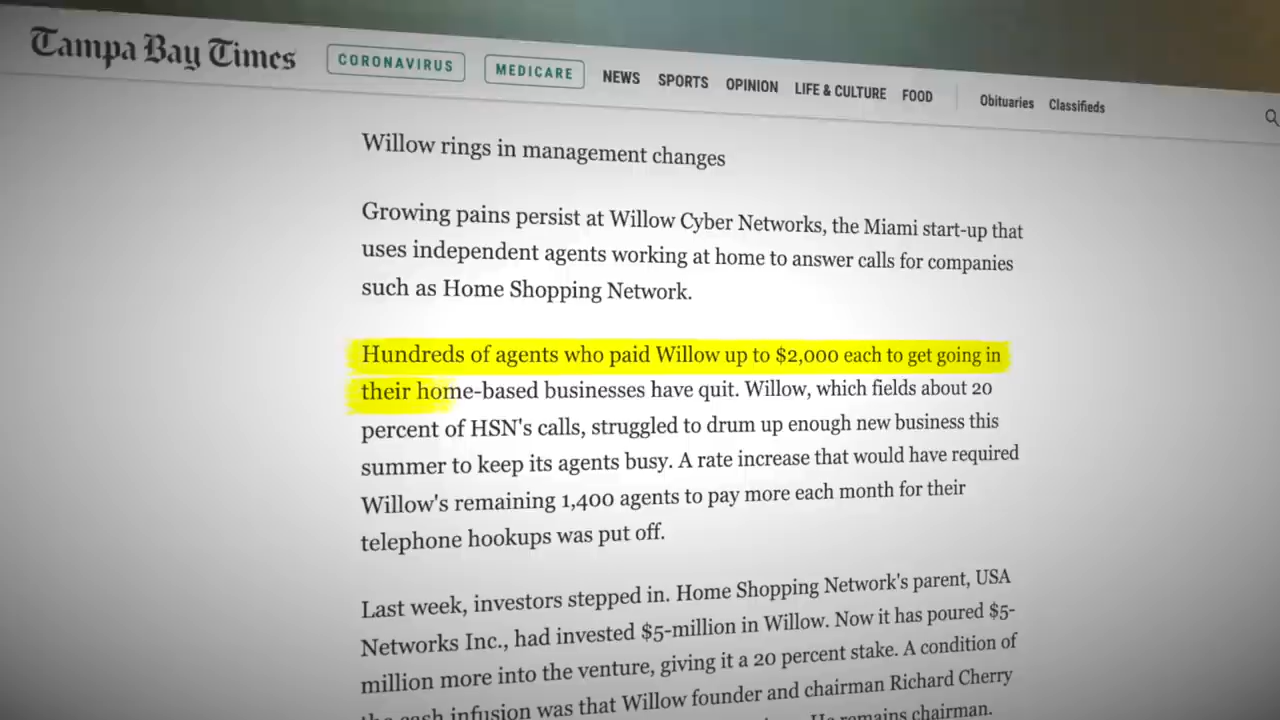 Tampa Bay Times CORONAVIRUS MEDICARE NEWS SPORTS OPINION LIFE & CULTURE FOOD Obituaries Classifieds
Willow rings in management changes
Growing pains persist at Willow Cyber Networks, the Miami start-up that
uses independent agents working at home to answer calls for companies
such as Home Shopping Network.
Hundreds of agents who paid Willow up to $2,000 each to get going in
their home-based businesses have quit. Willow, which fields about 20
percent of HSN's calls, struggled to drum up enough new business this
summer to keep its agents busy. A rate increase that would have required
Willow's remaining 1,400 agents to pay more each month for their
telephone hookups was put off.
Last week, investors stepped in. Home Shopping Network's parent, USA
Networks Inc., had invested $5-million in Willow. Now it has poured $5-
million more into the venture, giving it a 20 percent stake. A condition of
the cash infusion was that Willow founder and chairman Richard Cherry
He remains chairman.